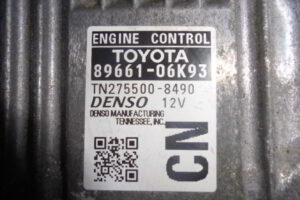 ENGINE CONTROL
TOYOTA
89661-06K93
TN275500-8490
DENSO 12V
DENSO MANUFACTURING
TENNESSEE, INC.
CN